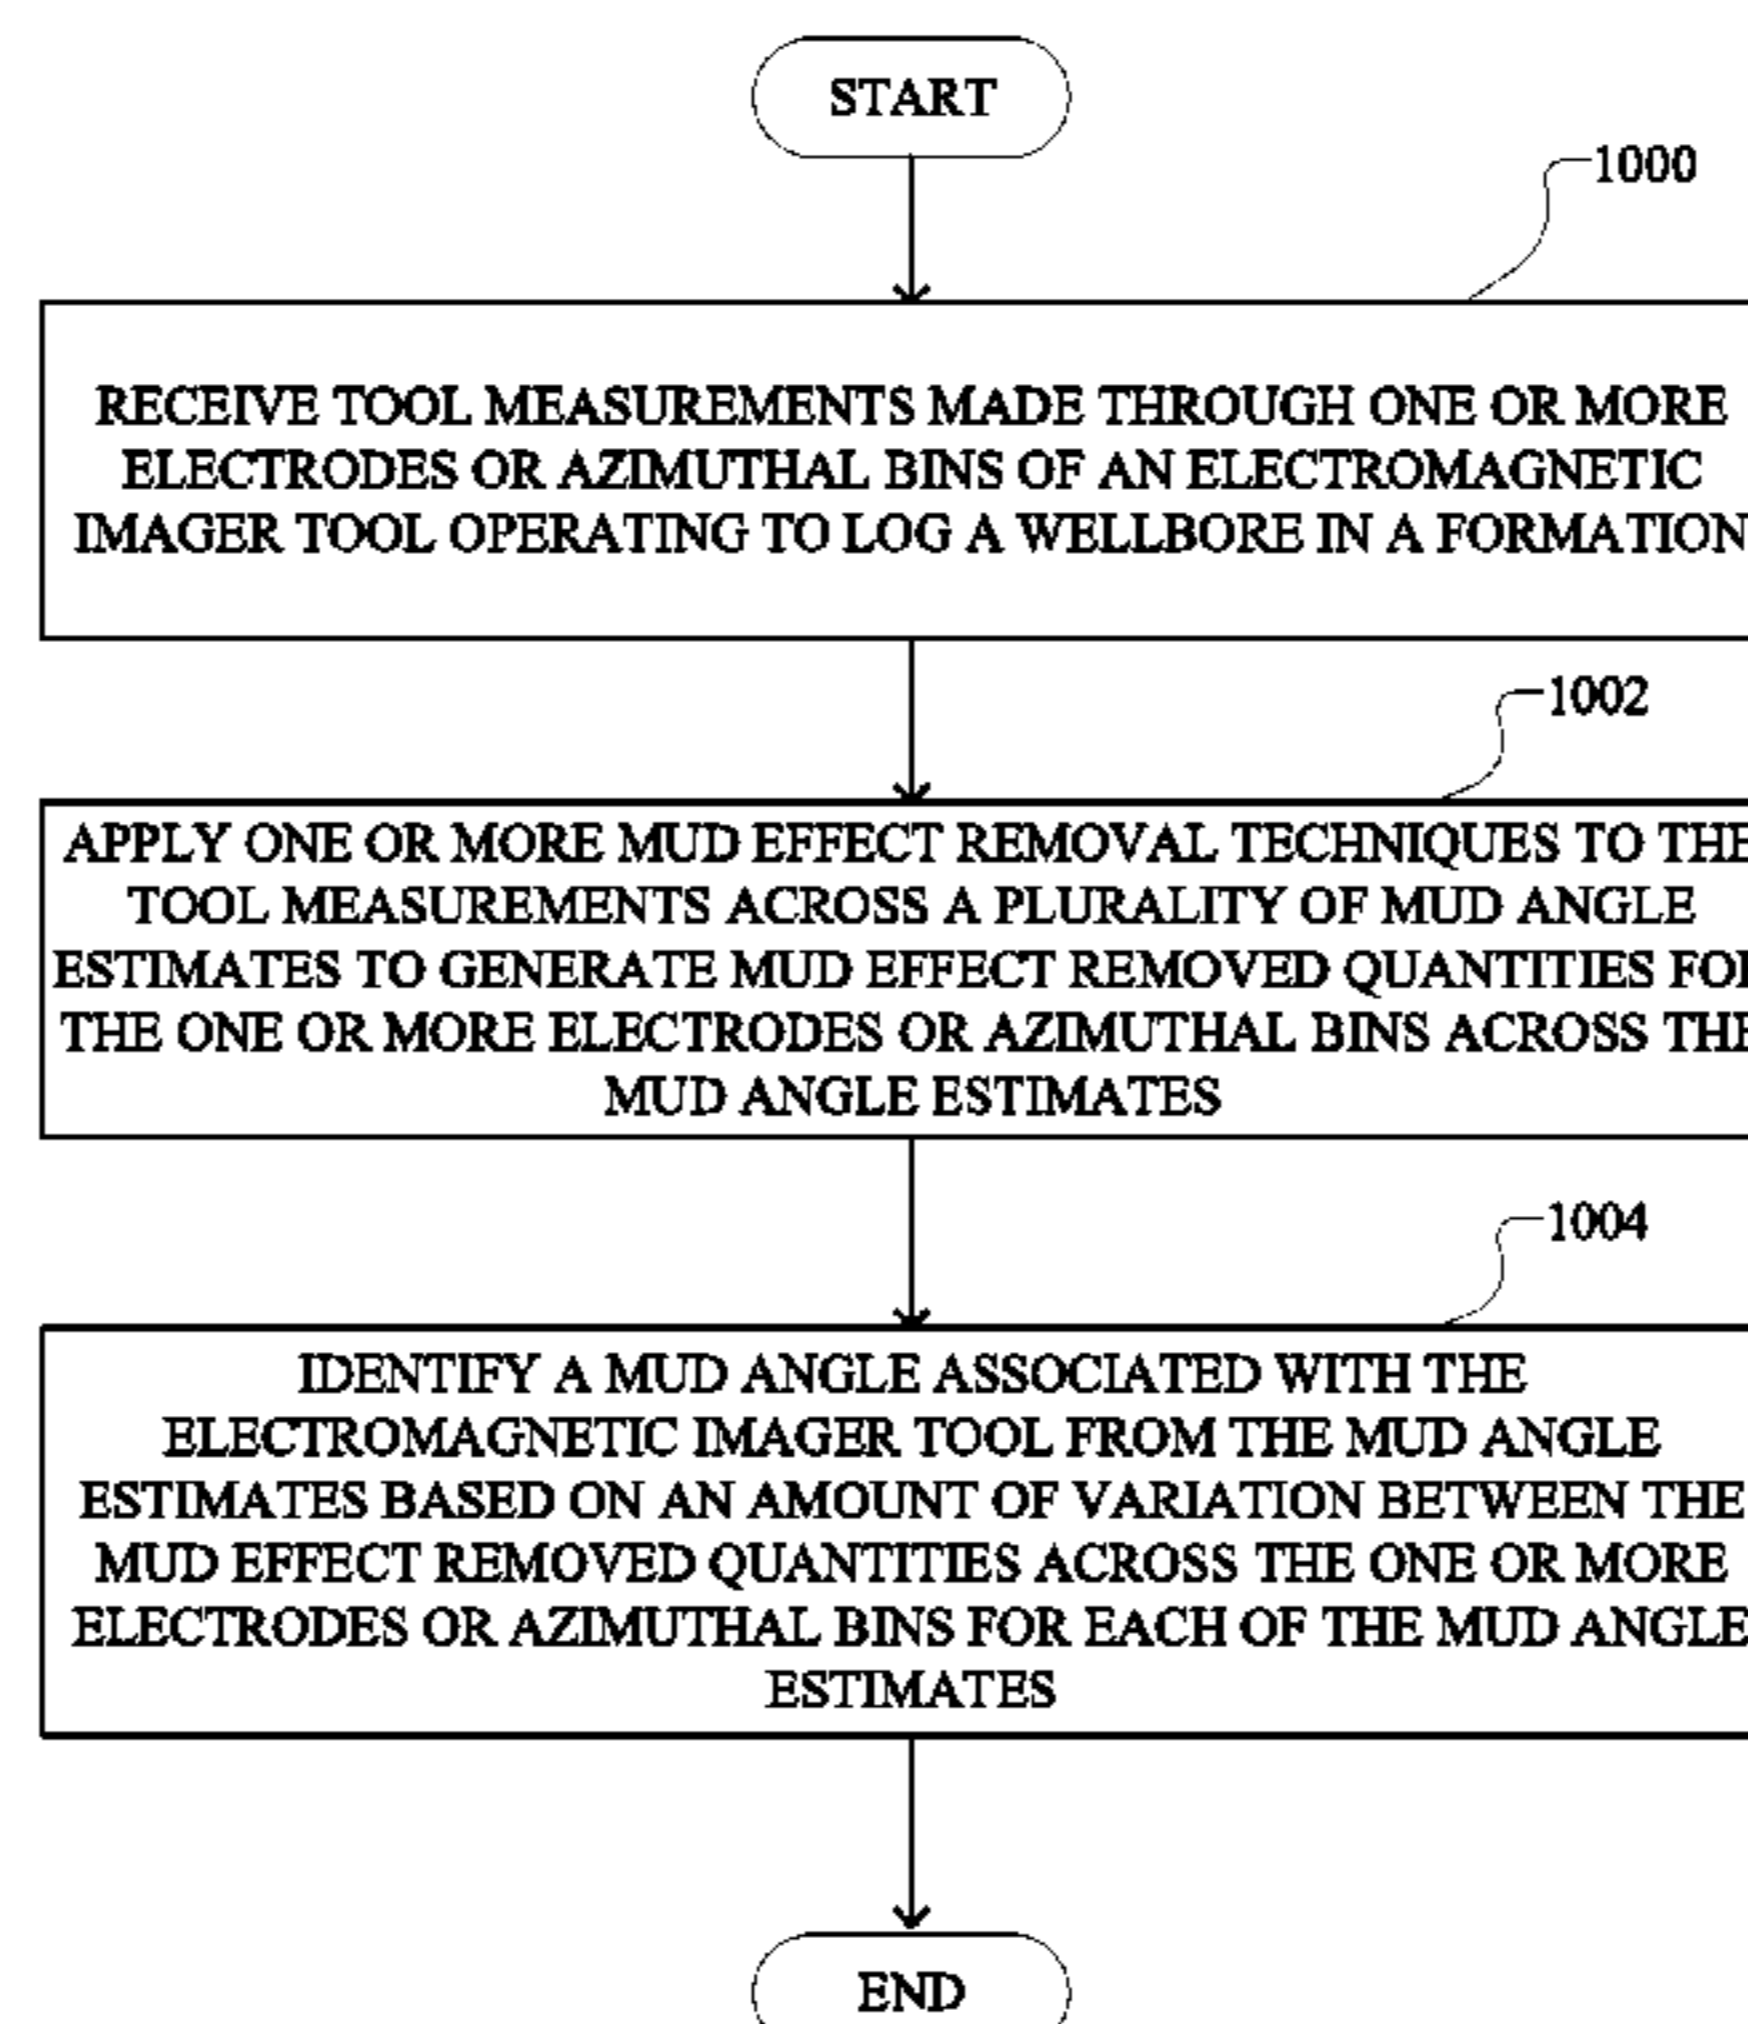 START
1000
RECEIVE TOOL MEASUREMENTS MADE THROUGH ONE OR MORE
ELECTRODES OR AZIMUTHAL BINS OF AN ELECTROMAGNETIC
IMAGER TOOL OPERATING TO LOG A WELLBORE IN A FORMATION
1002
APPLY ONE OR MORE MUD EFFECT REMOVAL TECHNIQUES TO THE
TOOL MEASUREMENTS ACROSS A PLURALITY OF MUD ANGLE
ESTIMATES TO GENERATE MUD EFFECT REMOVED QUANTITIES FOR
THE ONE OR MORE ELECTRODES OR AZIMUTHAL BINS ACROSS THE
MUD ANGLE ESTIMATES
1004
IDENTIFY A MUD ANGLE ASSOCIATED WITH THE
ELECTROMAGNETIC IMAGER TOOL FROM THE MUD ANGLE
ESTIMATES BASED ON AN AMOUNT OF VARIATION BETWEEN THE
MUD EFFECT REMOVED QUANTITIES ACROSS THE ONE OR MORE
ELECTRODES OR AZIMUTHAL BINS FOR EACH OF THE MUD ANGLE
ESTIMATES
END